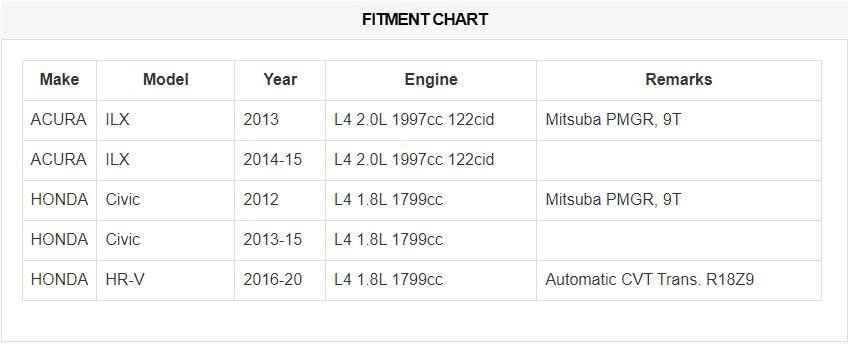 FITMENT CHART
Make Model Year Engine Remarks
ACURA ILX 2013 L4 2.0L 1997cc 122cid Mitsuba PMGR, 9T
ACURA ILX 2014-15 L4 2.0L 1997cc 122cid
HONDA Civic 2012 L4 1.8L 1799cc Mitsuba PMGR, 9T
HONDA Civic 2013-15 L4 1.8L 1799cc
HONDA HR-V 2016-20 L4 1.8L 1799cc Automatic CVT Trans. R18Z9